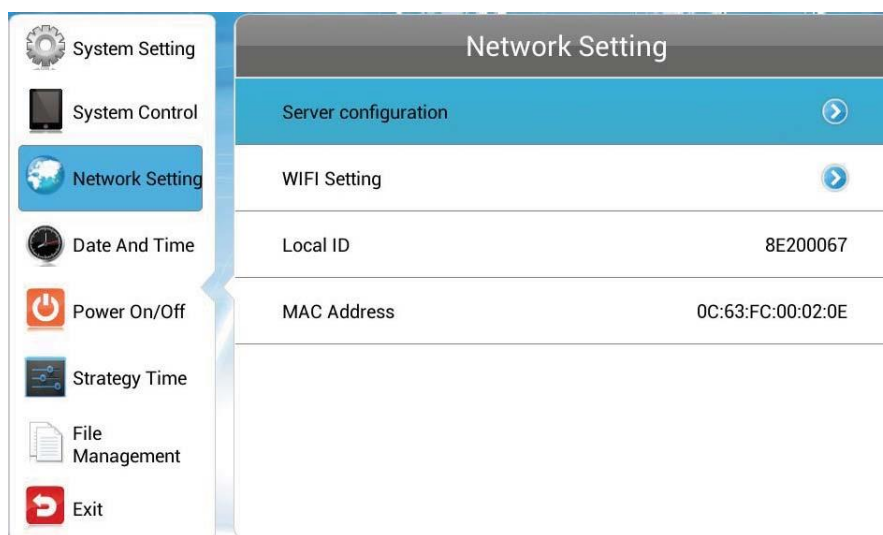 System Setting
System Control
Network Setting
Date And Time
Power On/Off
Strategy Time
File
Management
Exit
Network Setting
Server configuration
WIFI Setting
Local ID 8E200067
MAC Address 0C:63:FC:00:02:0E